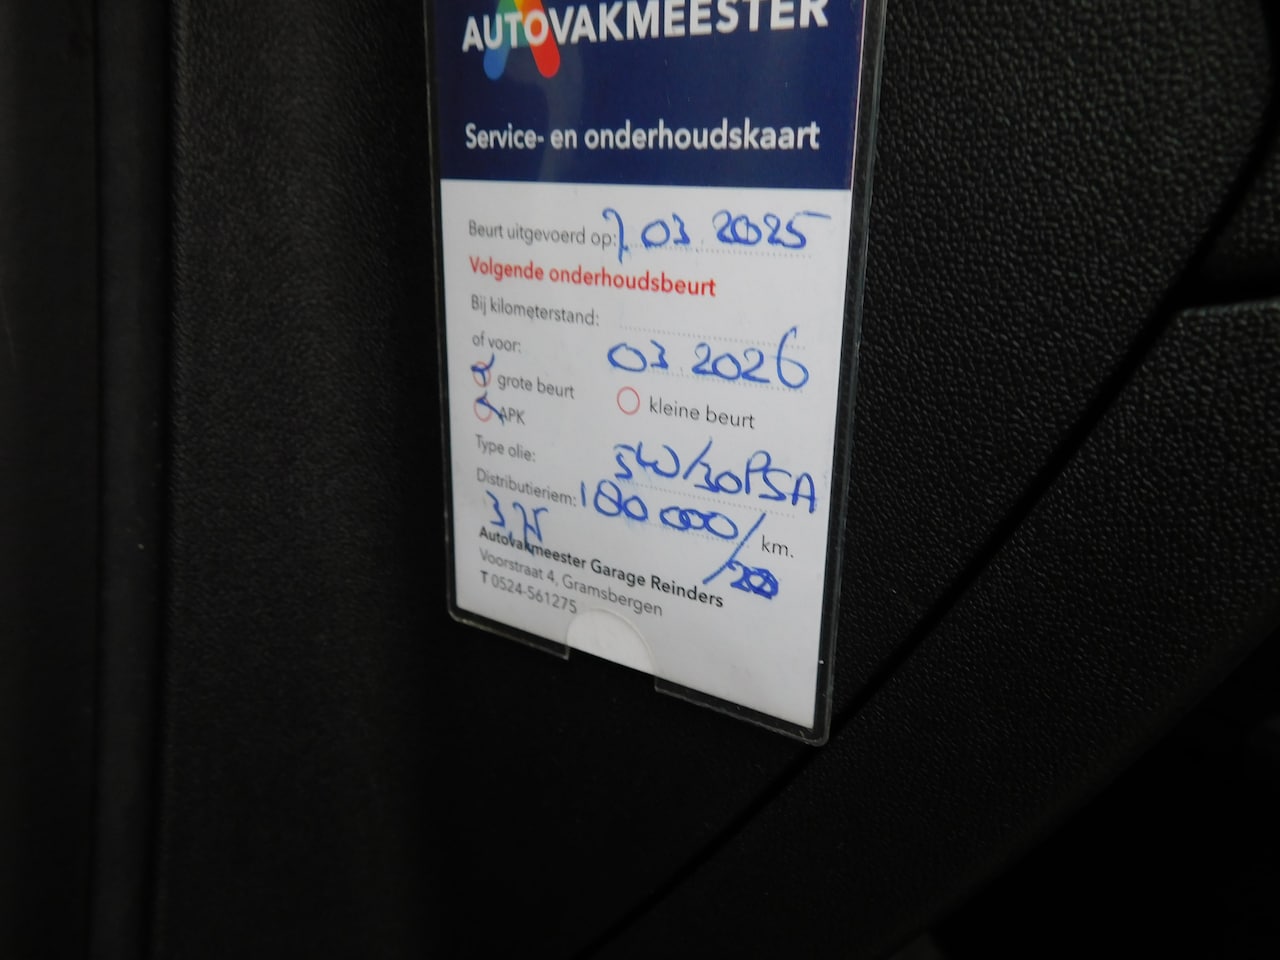 AUTOVAKMEESTER
Service- en onderhoudskaart
Beurt uitgevoerd op: 7.03.2025
Volgende onderhoudsbeurt
Bij kilometerstand:
of voor: 03.2026
grote beurt kleine beurt
APK
Type olie: 5W/30PSA
Distributieriem: 180 000/ km.
Autovakmeester Garage Reinders
Voorstraat 4, Gramsbergen
T 0524-561275